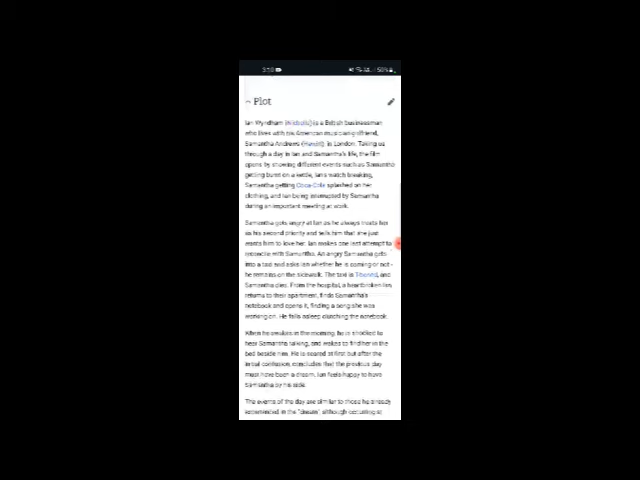 Plot
Ian Wyndham (Nicholls) is a British businessman
who lives with his American musician girlfriend,
Samantha Andrews (Hewitt), in London. Taking us
through a day in Ian and Samantha's life, the film
opens by showing different events such as Samantha
getting burnt on a kettle, Ian's watch breaking,
Samantha getting Coca-Cola splashed on her
clothing, and Ian being interrupted by Samantha
during an important meeting at work.
Samantha gets angry at Ian as he always treats her
as his second priority and tells him that she just
wants him to love her. Ian makes one last attempt to
reconcile with Samantha. An angry Samantha gets
into a taxi and asks Ian whether he is coming or not -
he remains on the sidewalk. The taxi is T-boned, and
Samantha dies. From the hospital, a heartbroken Ian
returns to their apartment, finds Samantha's
notebook and opens it, finding a song she was
working on. He falls asleep clutching the notebook.
When he awakes in the morning, he is shocked to
hear Samantha talking, and wakes to find her in the
bed beside him. He is scared at first but after the
initial confusion, concludes that the previous day
must have been a dream. Ian feels happy to have
Samantha by his side.
The events of the day are similar to those he already
experienced in the "dream", although occurring at